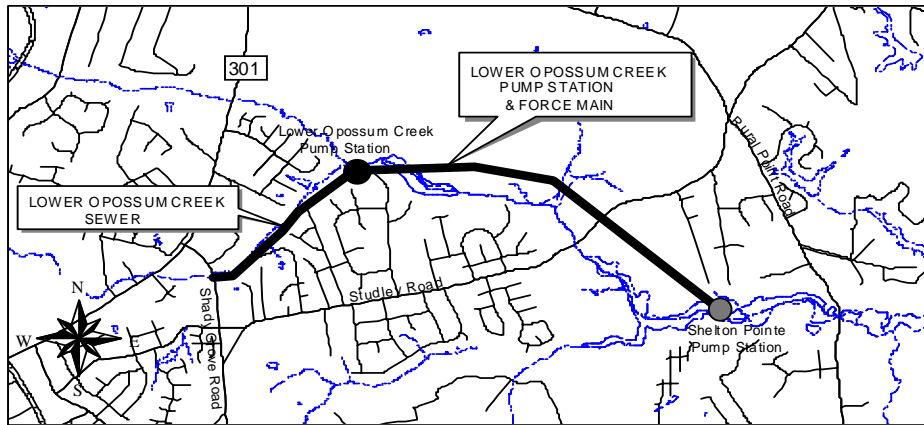 301
LOWER OPOSSUM CREEK
PUMP STATION
& FORCE MAIN
Lower Opossum Creek
Pump Station
Rural Point Road
LOWER OPOSSUM CREEK
SEWER
Studley Road
Shady Grove Road
N
W
E
S
Shelton Pointe
Pump Station